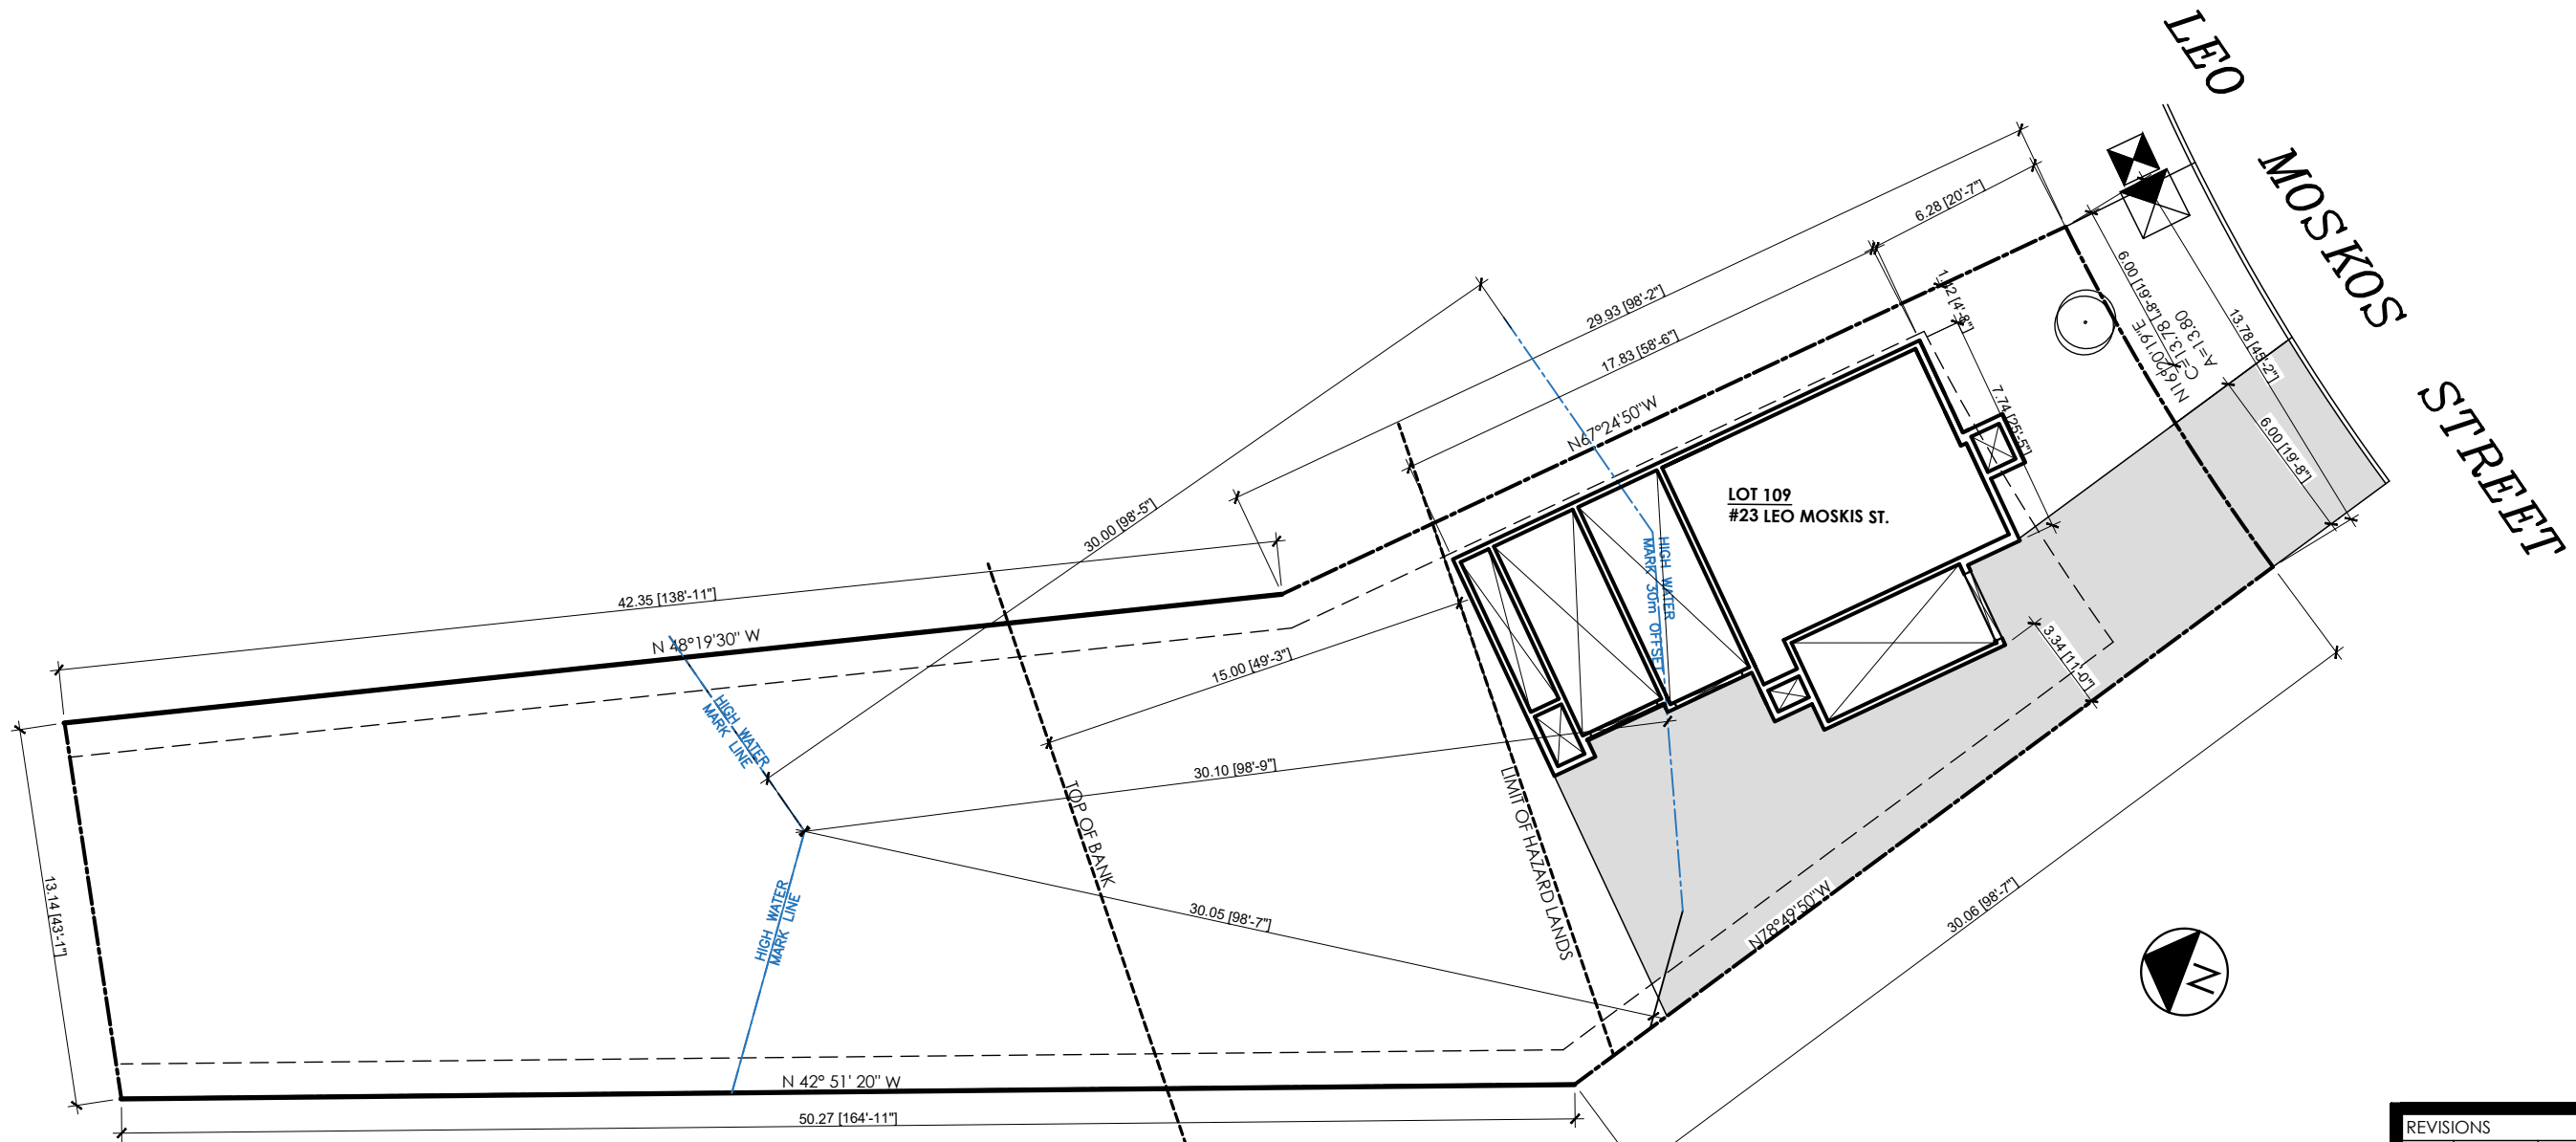 LEO
MOSKOS
STREET
6.28 [20'-7"]
29.93 [98'-2"]
17.83 [58'-6"]
1.42 [4'-8"]
6.00 [19'-8"]
N16°20'19"E
C=13.78
A=13.80
13.78 [45'-2"]
7.74 [25'-5"]
6.00 [19'-8"]
N67°24'50"W
30.00 [98'-5"]
LOT 109
#23 LEO MOSKIS ST.
HIGH WATER
MARK 30m OFFSET
42.35 [138'-11"]
N 48°19'30" W
15.00 [49'-3"]
3.34 [11'-0"]
HIGH WATER
MARK LINE
30.10 [98'-9"]
TOP OF BANK
LIMIT OF HAZARD LANDS
13.14 [43'-1"]
HIGH WATER
MARK LINE
30.05 [98'-7"]
N78°49'50"W
30.06 [98'-7"]
N
N 42° 51' 20" W
50.27 [164'-11"]
REVISIONS